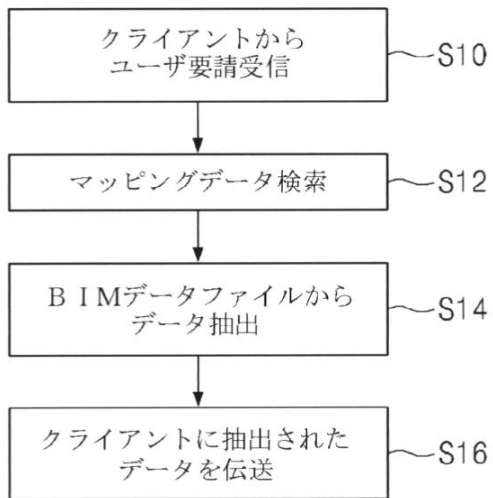 クライアントから
ユーザ要請受信
S10
マッピングデータ検索
S12
ＢＩＭデータファイルから
データ抽出
S14
クライアントに抽出された
データを伝送
S16